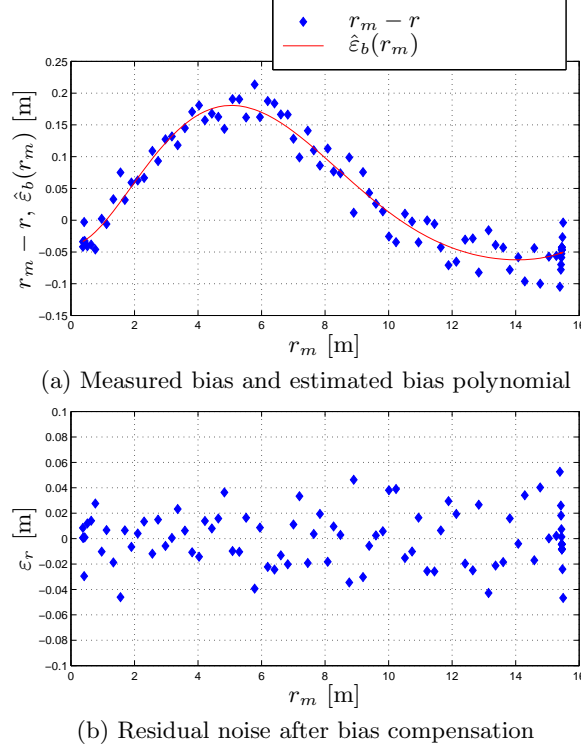 r_m − r
ε̂_b(r_m)
0.25
0.2
0.15
0.1
0.05
0
−0.05
−0.1
−0.15
r_m − r, ε̂_b(r_m) [m]
0 2 4 6 8 10 12 14 16
r_m [m]
(a) Measured bias and estimated bias polynomial
0.1
0.08
0.06
0.04
0.02
0
−0.02
−0.04
−0.06
−0.08
−0.1
ε_r [m]
0 2 4 6 8 10 12 14 16
r_m [m]
(b) Residual noise after bias compensation